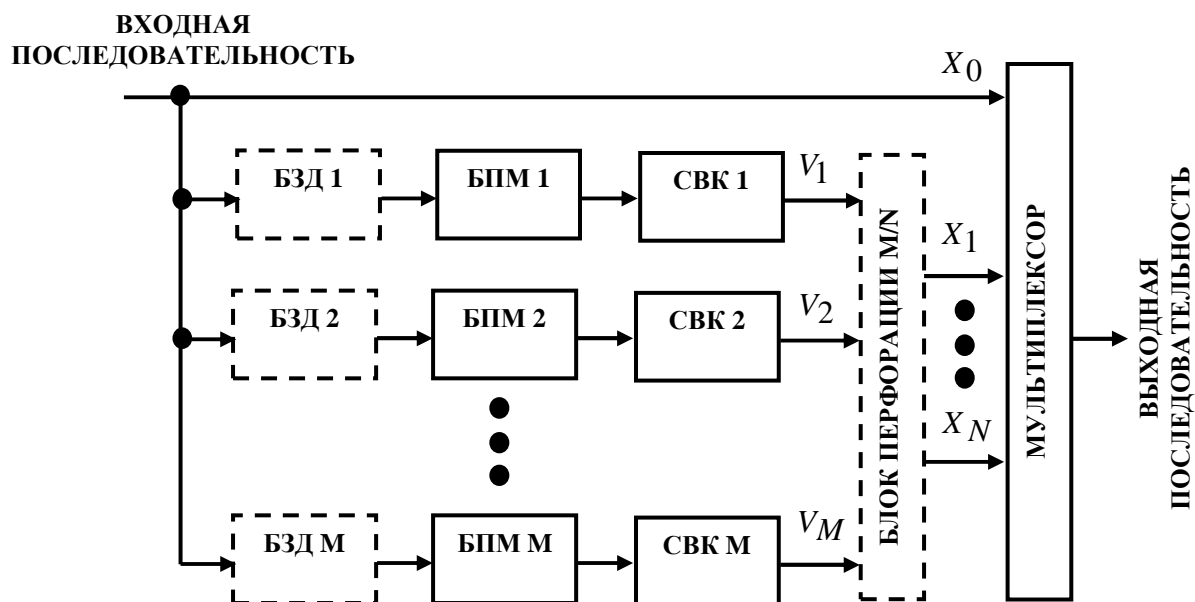 ВХОДНАЯ
ПОСЛЕДОВАТЕЛЬНОСТЬ
X0
БЗД 1
БПМ 1
СВК 1
V1
X1
БЗД 2
БПМ 2
СВК 2
V2
XN
БЗД М
БПМ М
СВК М
VM
БЛОК ПЕРФОРАЦИИ M/N
МУЛЬТИПЛЕКСОР
ВЫХОДНАЯ
ПОСЛЕДОВАТЕЛЬНОСТЬ